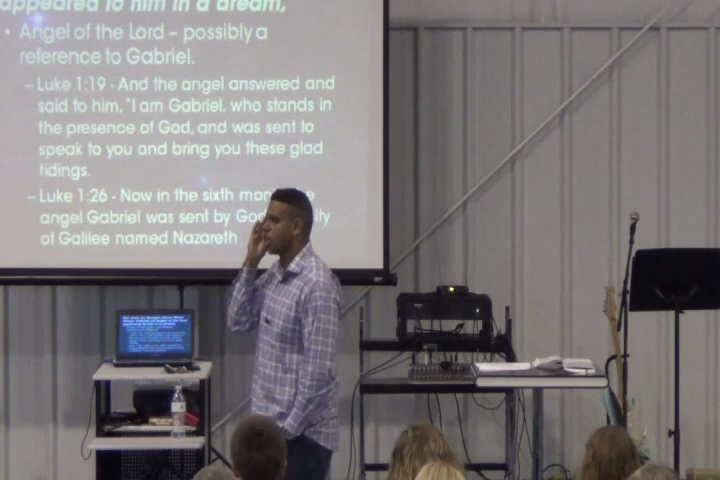 appeared to him in a dream,
• Angel of the Lord – possibly a
reference to Gabriel.
– Luke 1:19 - And the angel answered and
said to him, "I am Gabriel, who stands in
the presence of God, and was sent to
speak to you and bring you these glad
tidings.
– Luke 1:26 - Now in the sixth mon e
angel Gabriel was sent by Go ity
of Galilee named Nazareth